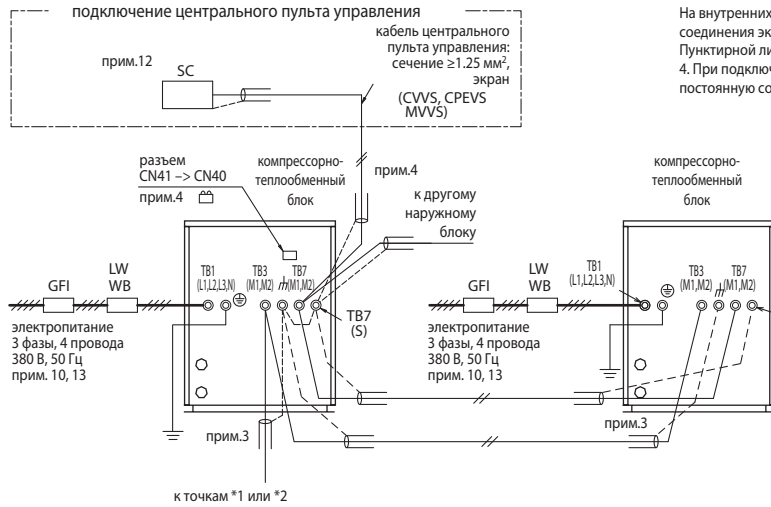 подключение центрального пульта управления
прим.12
SC
кабель центрального
пульта управления:
сечение ≥1.25 мм²,
экран
(CVVS, CPEVS
MVVS)
На внутренних
соединения эк
Пунктирной ли
4. При подключ
постоянную со
разъем
CN41 –> CN40
прим.4
компрессорно-
теплообменный
блок
прим.4
к другому
наружному
блоку
компрессорно-
теплообменный
блок
GFI
LW
WB
TB1
(L1,L2,L3,N)
TB3
(M1,M2)
TB7
(M1,M2)
TB7
(S)
электропитание
3 фазы, 4 провода
380 В, 50 Гц
прим. 10, 13
GFI
LW
WB
TB1
(L1,L2,L3,N)
TB3
(M1,M2)
TB7
(M1,M2)
электропитание
3 фазы, 4 провода
380 В, 50 Гц
прим. 10, 13
прим.3
прим.3
к точкам *1 или *2